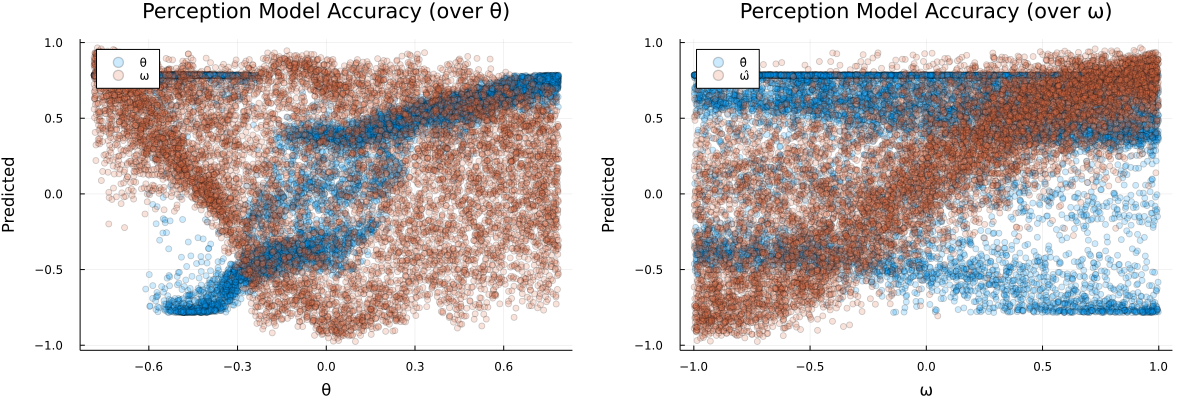 Perception Model Accuracy (over θ)
1.0
0.5
0.0
−0.5
−1.0
Predicted
θ
ω
−0.6
−0.3
0.0
0.3
0.6
θ
Perception Model Accuracy (over ω)
1.0
0.5
0.0
−0.5
−1.0
Predicted
θ
ω̂
−1.0
−0.5
0.0
0.5
1.0
ω